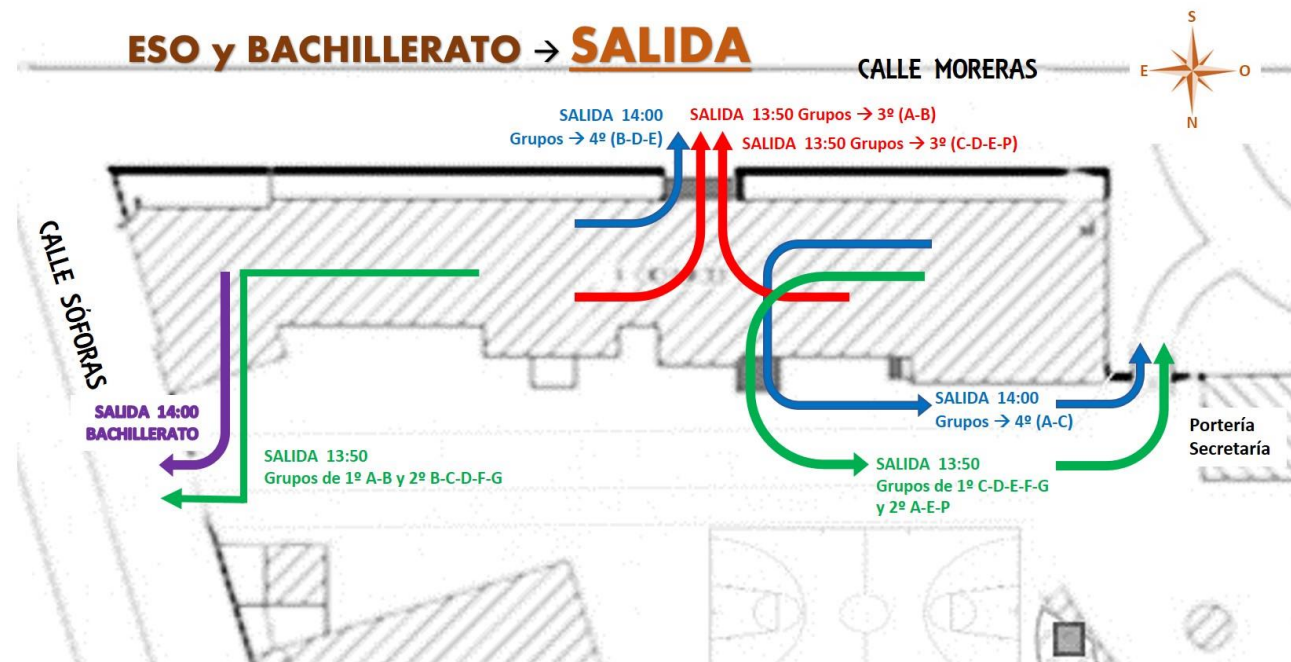 ESO y BACHILLERATO → SALIDA
CALLE MORERAS
S
E
O
N
SALIDA 14:00
Grupos → 4º (B-D-E)
SALIDA 13:50 Grupos → 3º (A-B)
SALIDA 13:50 Grupos → 3º (C-D-E-P)
CALLE SÓFORAS
SALIDA 14:00
BACHILLERATO
SALIDA 13:50
Grupos de 1º A-B y 2º B-C-D-F-G
SALIDA 14:00
Grupos → 4º (A-C)
SALIDA 13:50
Grupos de 1º C-D-E-F-G
y 2º A-E-P
Portería
Secretaría